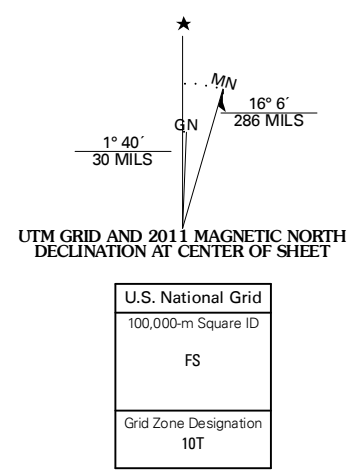 MN
16° 6´
286 MILS
GN
1° 40´
30 MILS
UTM GRID AND 2011 MAGNETIC NORTH
DECLINATION AT CENTER OF SHEET
U.S. National Grid
100,000-m Square ID
FS
Grid Zone Designation
10T